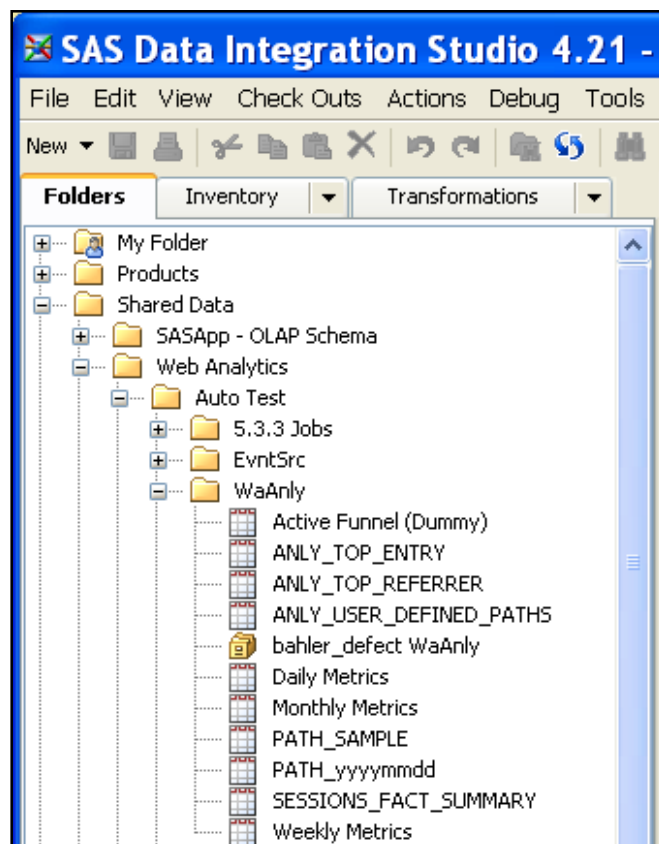 SAS Data Integration Studio 4.21 -
File Edit View Check Outs Actions Debug Tools
New
Folders Inventory Transformations
My Folder
Products
Shared Data
SASApp - OLAP Schema
Web Analytics
Auto Test
5.3.3 Jobs
EvntSrc
WaAnly
Active Funnel (Dummy)
ANLY_TOP_ENTRY
ANLY_TOP_REFERRER
ANLY_USER_DEFINED_PATHS
bahler_defect WaAnly
Daily Metrics
Monthly Metrics
PATH_SAMPLE
PATH_yyyymmdd
SESSIONS_FACT_SUMMARY
Weekly Metrics